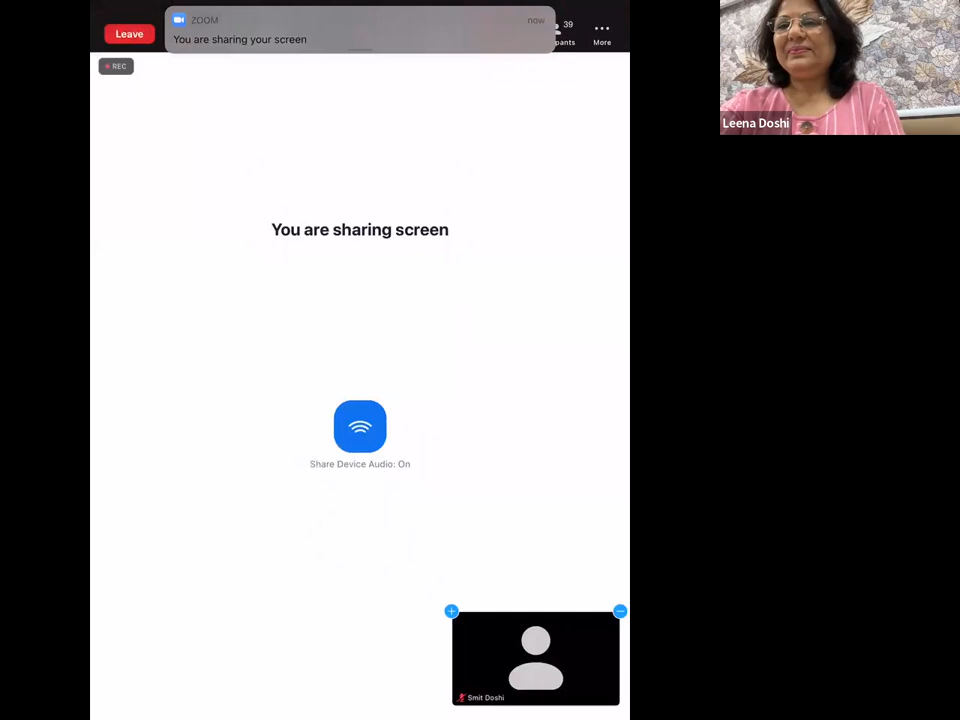 Leave
ZOOM
now
You are sharing your screen
39
pants
More
REC
Leena Doshi
You are sharing screen
Share Device Audio: On
Smit Doshi